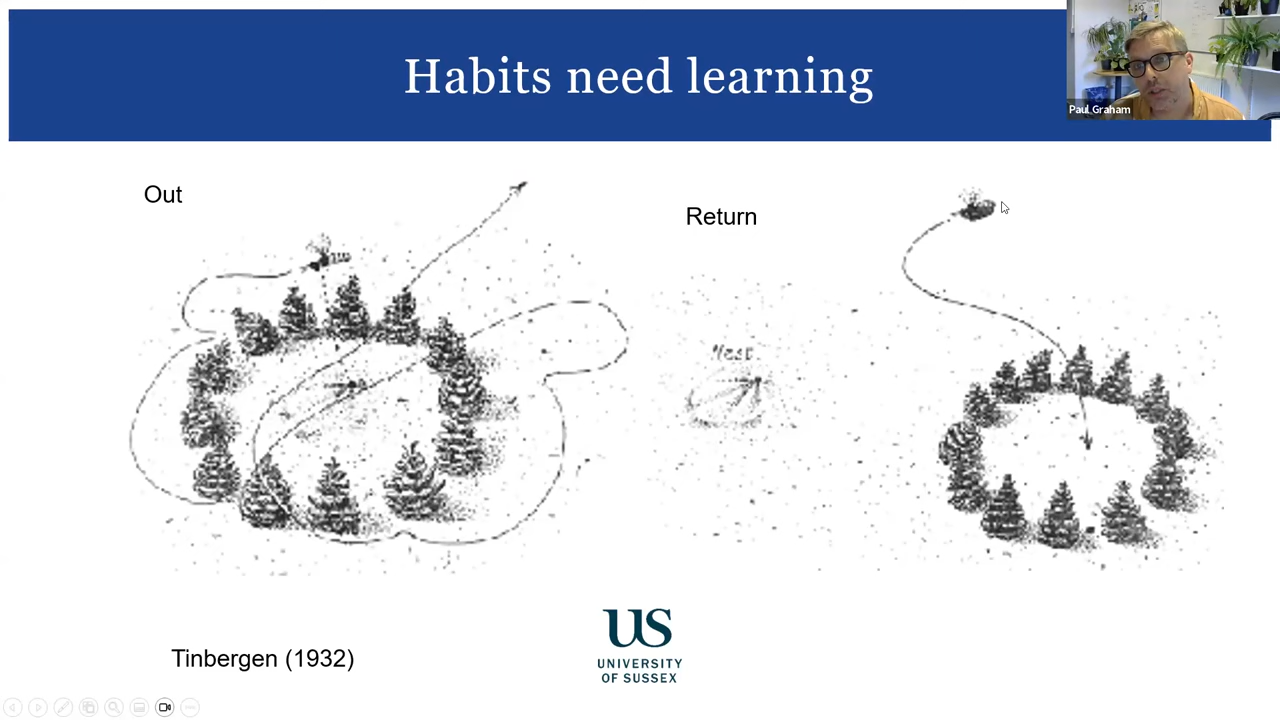 Habits need learning
Paul Graham
Out
Return
Nest
Tinbergen (1932)
US
UNIVERSITY
OF SUSSEX